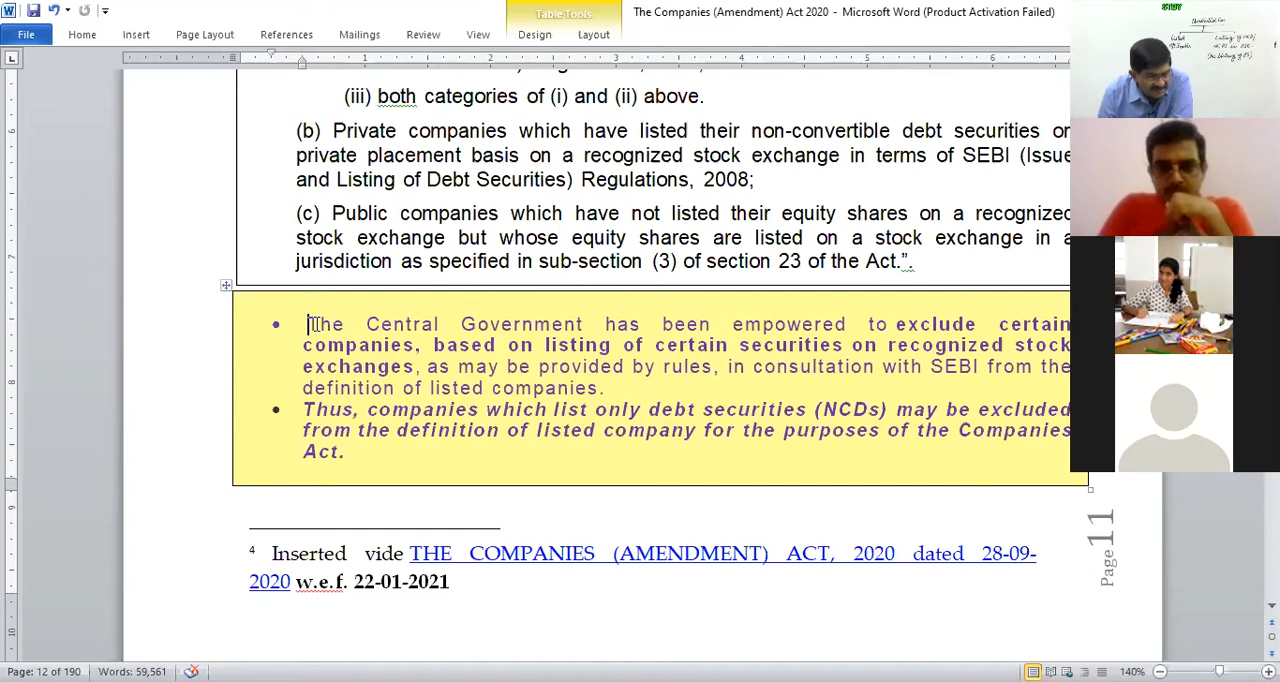 Table Tools
The Companies (Amendment) Act 2020 - Microsoft Word (Product Activation Failed)
File Home Insert Page Layout References Mailings Review View Design Layout
1 2 3 4 5 6
(iii) both categories of (i) and (ii) above.
(b) Private companies which have listed their non-convertible debt securities on
private placement basis on a recognized stock exchange in terms of SEBI (Issue
and Listing of Debt Securities) Regulations, 2008;
(c) Public companies which have not listed their equity shares on a recognized
stock exchange but whose equity shares are listed on a stock exchange in a
jurisdiction as specified in sub-section (3) of section 23 of the Act.”.
• The Central Government has been empowered to exclude certain
companies, based on listing of certain securities on recognized stock
exchanges, as may be provided by rules, in consultation with SEBI from the
definition of listed companies.
• Thus, companies which list only debt securities (NCDs) may be excluded
from the definition of listed company for the purposes of the Companies
Act.
4 Inserted vide THE COMPANIES (AMENDMENT) ACT, 2020 dated 28-09-
2020 w.e.f. 22-01-2021
Page 11
Page: 12 of 190 Words: 59,561 140%